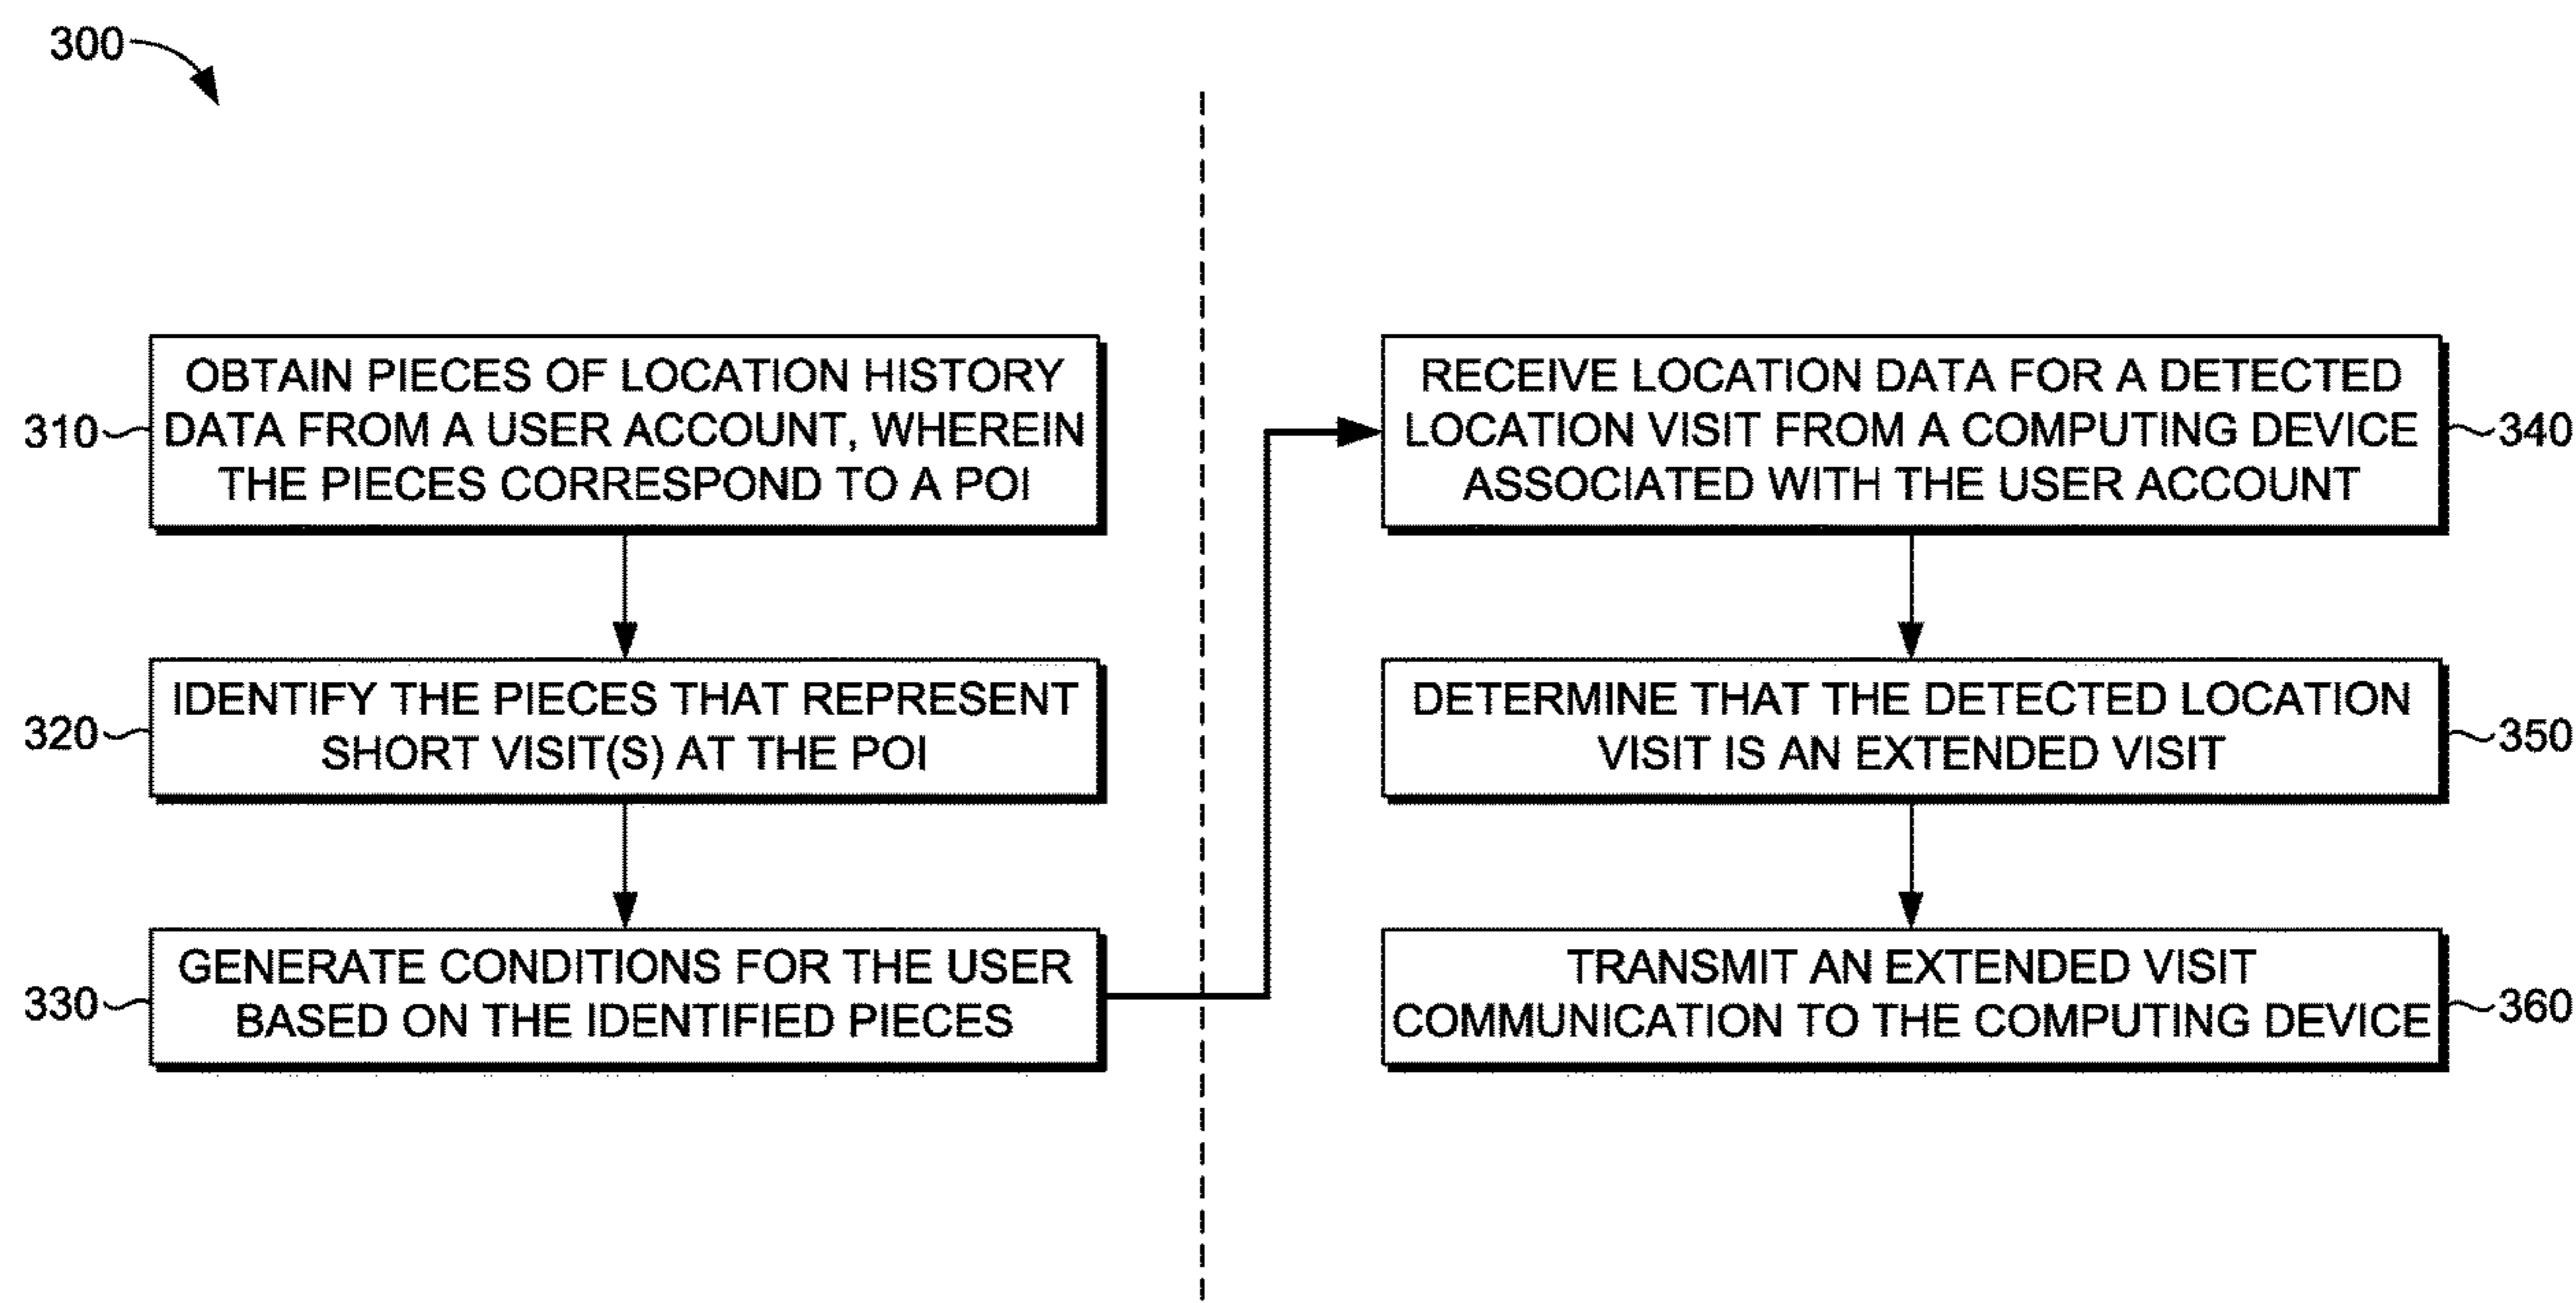 300
310
OBTAIN PIECES OF LOCATION HISTORY
DATA FROM A USER ACCOUNT, WHEREIN
THE PIECES CORRESPOND TO A POI
320
IDENTIFY THE PIECES THAT REPRESENT
SHORT VISIT(S) AT THE POI
330
GENERATE CONDITIONS FOR THE USER
BASED ON THE IDENTIFIED PIECES
RECEIVE LOCATION DATA FOR A DETECTED
LOCATION VISIT FROM A COMPUTING DEVICE
ASSOCIATED WITH THE USER ACCOUNT
340
DETERMINE THAT THE DETECTED LOCATION
VISIT IS AN EXTENDED VISIT
350
TRANSMIT AN EXTENDED VISIT
COMMUNICATION TO THE COMPUTING DEVICE
360